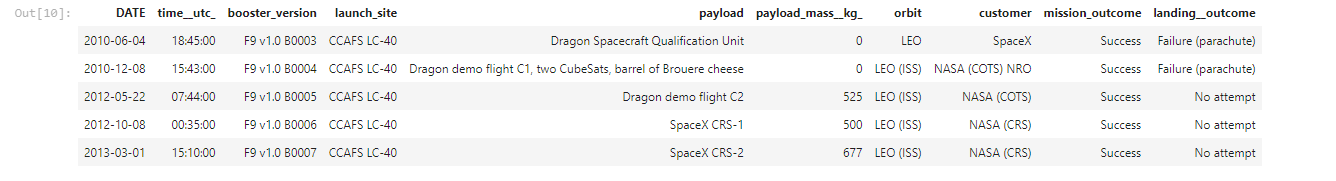 Out[10]: DATE time__utc_ booster_version launch_site payload payload_mass__kg_ orbit customer mission_outcome landing__outcome
2010-06-04 18:45:00 F9 v1.0 B0003 CCAFS LC-40 Dragon Spacecraft Qualification Unit 0 LEO SpaceX Success Failure (parachute)
2010-12-08 15:43:00 F9 v1.0 B0004 CCAFS LC-40 Dragon demo flight C1, two CubeSats, barrel of Brouere cheese 0 LEO (ISS) NASA (COTS) NRO Success Failure (parachute)
2012-05-22 07:44:00 F9 v1.0 B0005 CCAFS LC-40 Dragon demo flight C2 525 LEO (ISS) NASA (COTS) Success No attempt
2012-10-08 00:35:00 F9 v1.0 B0006 CCAFS LC-40 SpaceX CRS-1 500 LEO (ISS) NASA (CRS) Success No attempt
2013-03-01 15:10:00 F9 v1.0 B0007 CCAFS LC-40 SpaceX CRS-2 677 LEO (ISS) NASA (CRS) Success No attempt